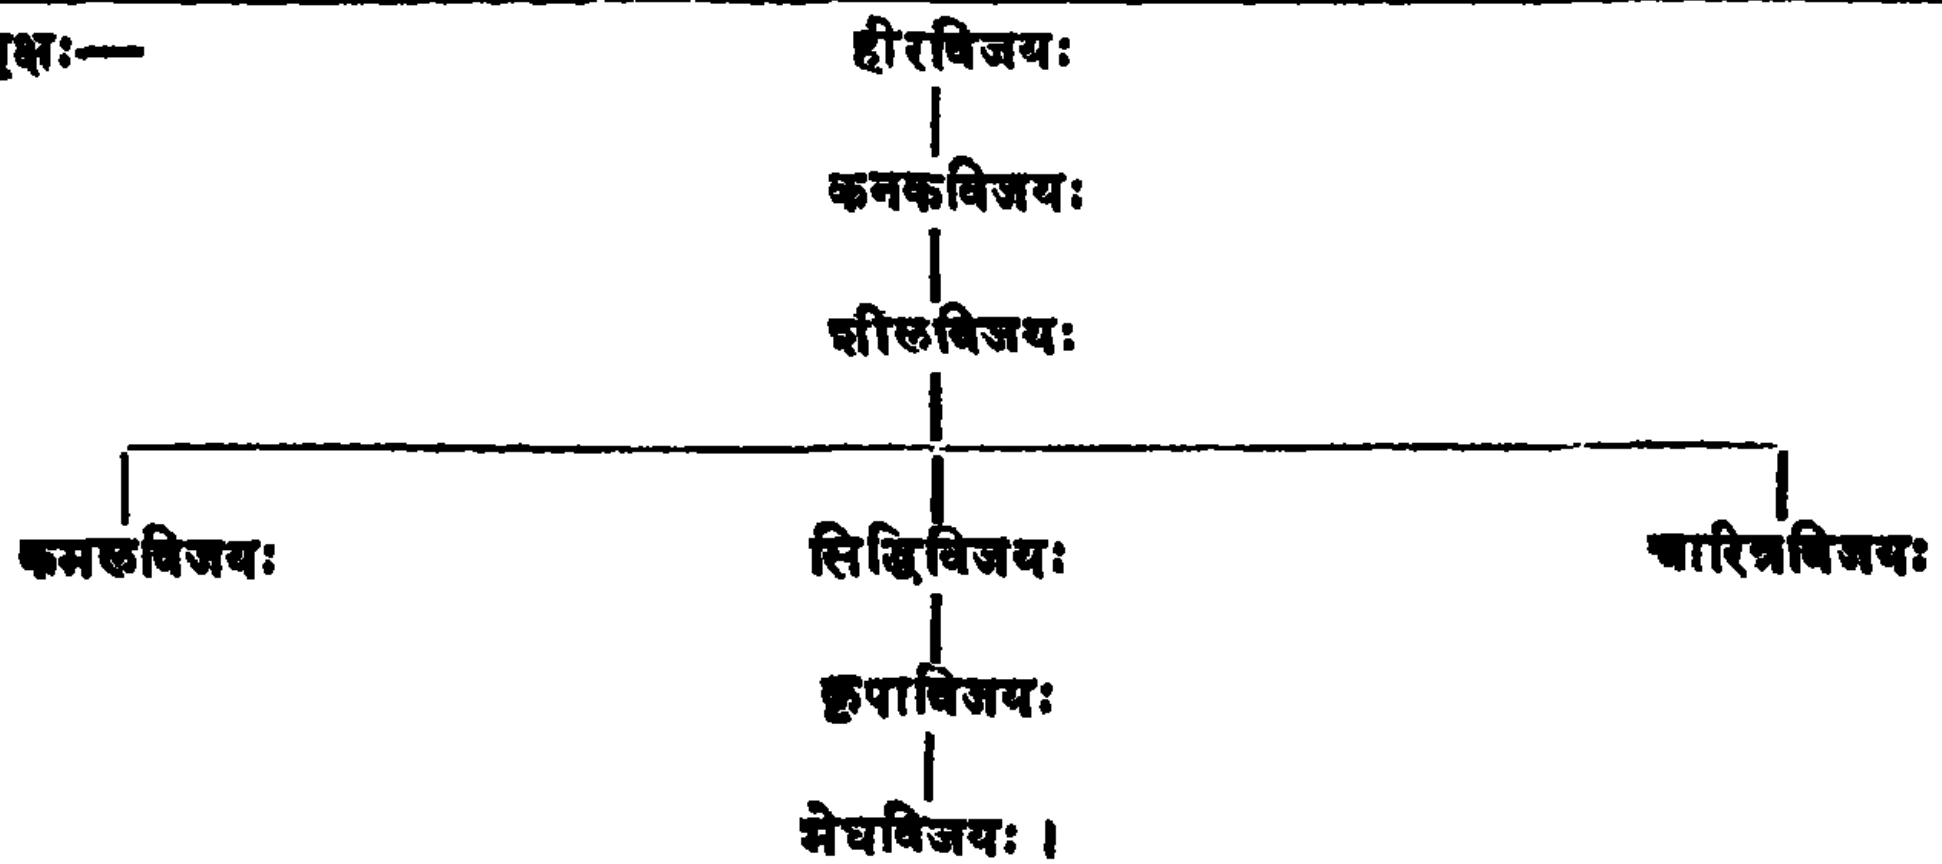 हीरविजयः
कनकविजयः
शीलविजयः
कमलविजयः सिद्धिविजयः चारित्रविजयः
कृपाविजयः
मेघविजयः ।